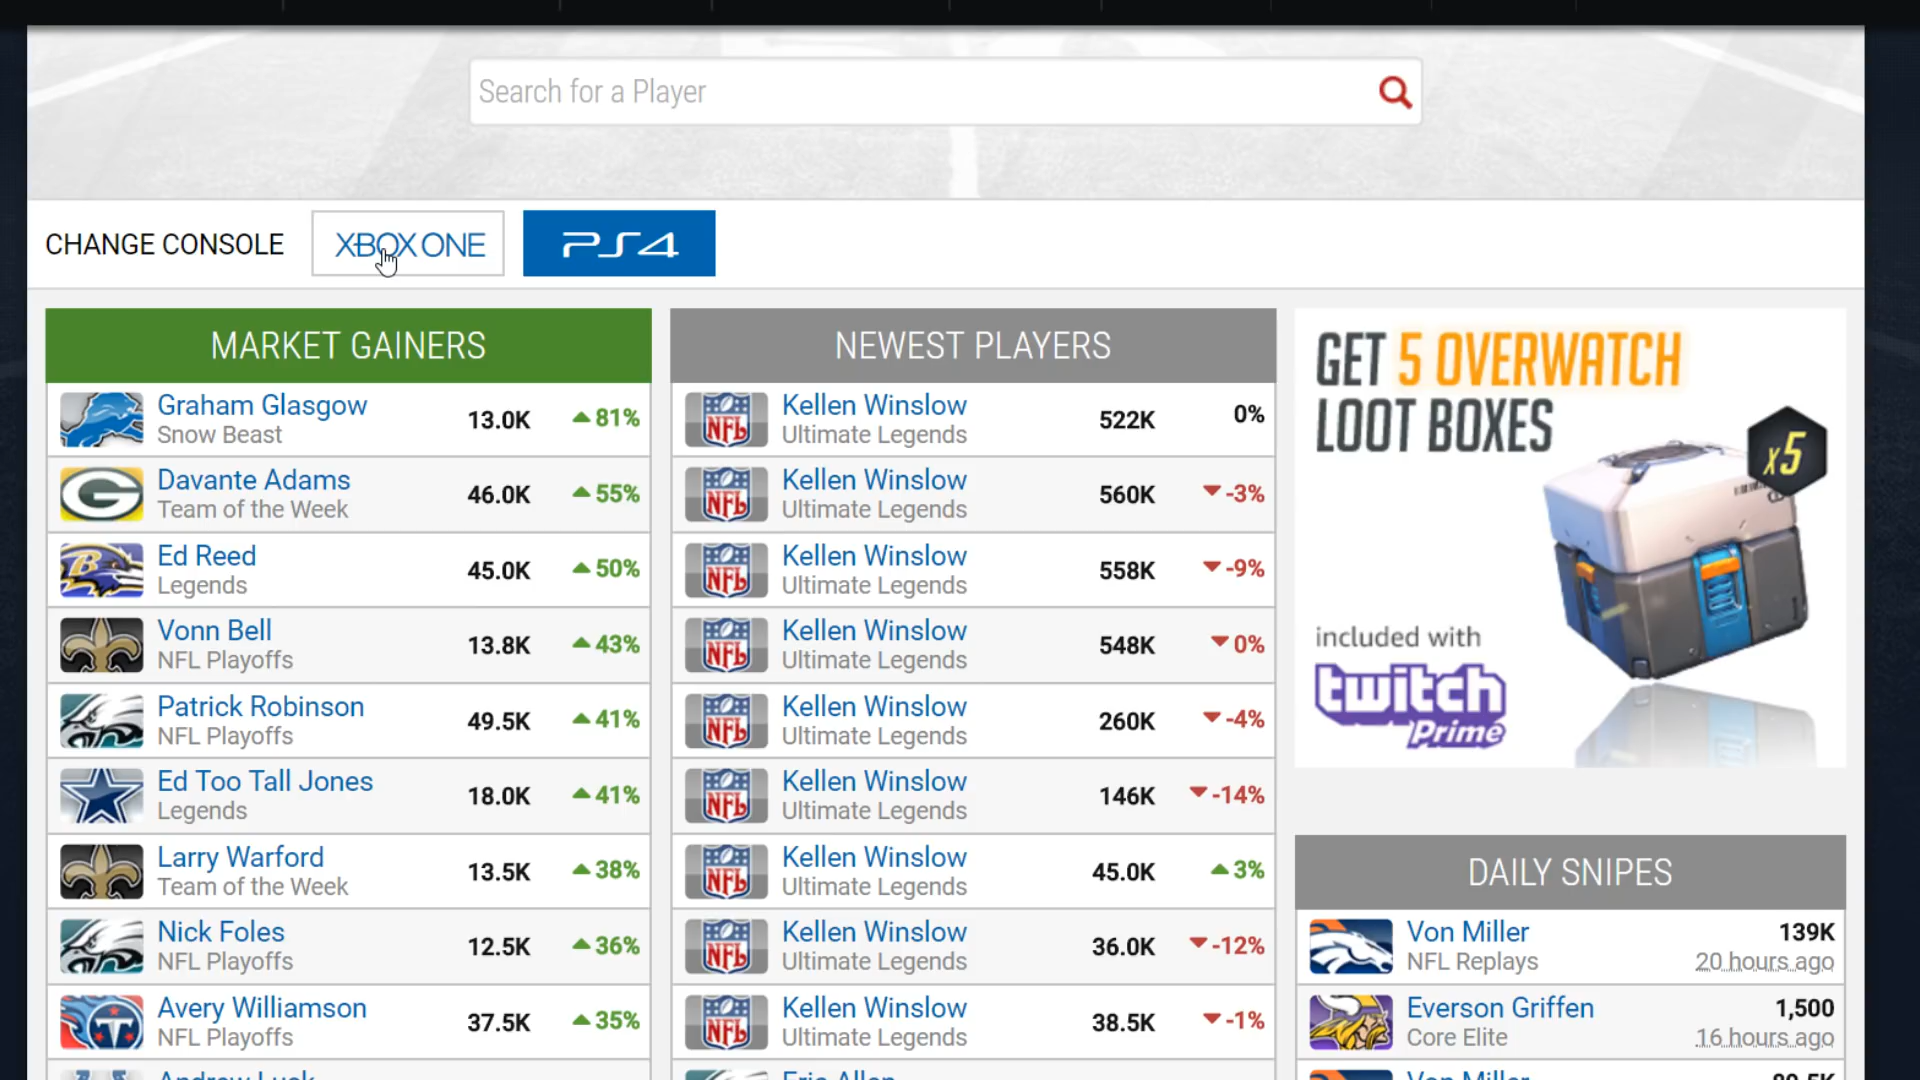 Search for a Player
CHANGE CONSOLE
XBOX ONE
PS4
MARKET GAINERS
Graham Glasgow 13.0K 81%
Snow Beast
Davante Adams 46.0K 55%
Team of the Week
Ed Reed 45.0K 50%
Legends
Vonn Bell 13.8K 43%
NFL Playoffs
Patrick Robinson 49.5K 41%
NFL Playoffs
Ed Too Tall Jones 18.0K 41%
Legends
Larry Warford 13.5K 38%
Team of the Week
Nick Foles 12.5K 36%
NFL Playoffs
Avery Williamson 37.5K 35%
NFL Playoffs
Andrew Luck
NEWEST PLAYERS
Kellen Winslow 522K 0%
Ultimate Legends
Kellen Winslow 560K -3%
Ultimate Legends
Kellen Winslow 558K -9%
Ultimate Legends
Kellen Winslow 548K 0%
Ultimate Legends
Kellen Winslow 260K -4%
Ultimate Legends
Kellen Winslow 146K -14%
Ultimate Legends
Kellen Winslow 45.0K 3%
Ultimate Legends
Kellen Winslow 36.0K -12%
Ultimate Legends
Kellen Winslow 38.5K -1%
Ultimate Legends
Eric Allen
GET 5 OVERWATCH
LOOT BOXES
x5
included with
twitch
Prime
DAILY SNIPES
Von Miller 139K
NFL Replays 20 hours ago
Everson Griffen 1,500
Core Elite 16 hours ago
Von Miller